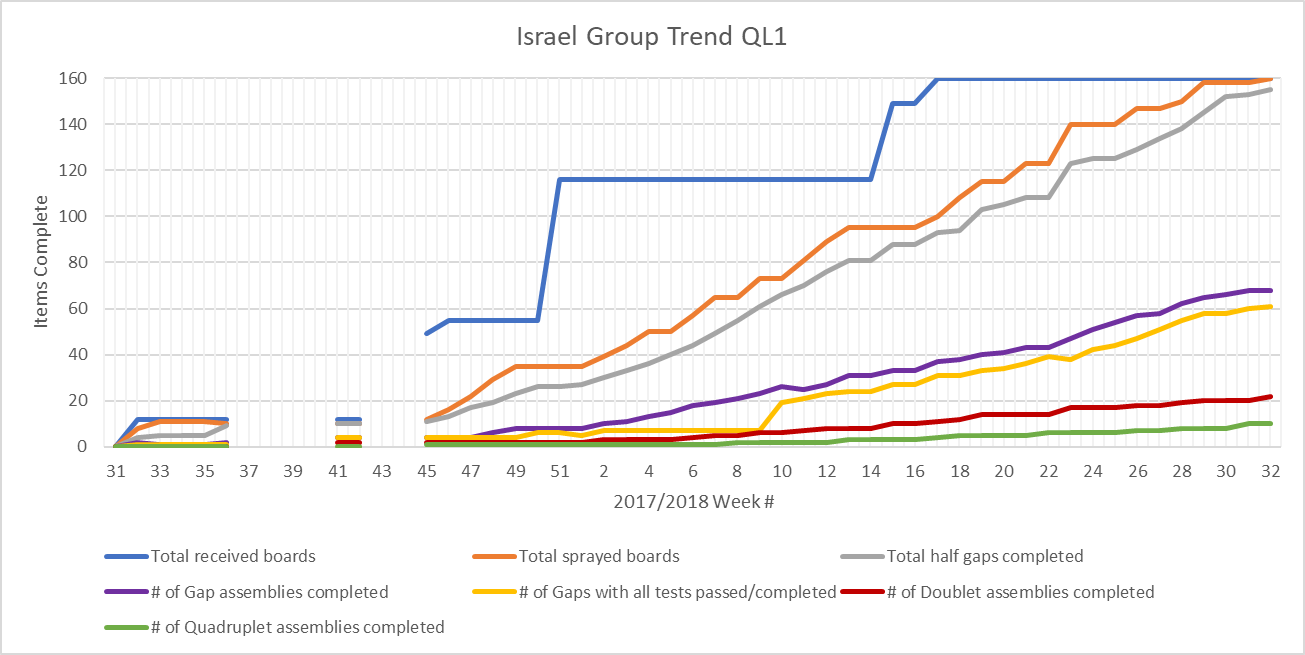 Israel Group Trend QL1
160
140
120
100
80
60
40
20
0
Items Complete
31 33 35 37 39 41 43 45 47 49 51 2 4 6 8 10 12 14 16 18 20 22 24 26 28 30 32
2017/2018 Week #
Total received boards Total sprayed boards Total half gaps completed
# of Gap assemblies completed # of Gaps with all tests passed/completed # of Doublet assemblies completed
# of Quadruplet assemblies completed